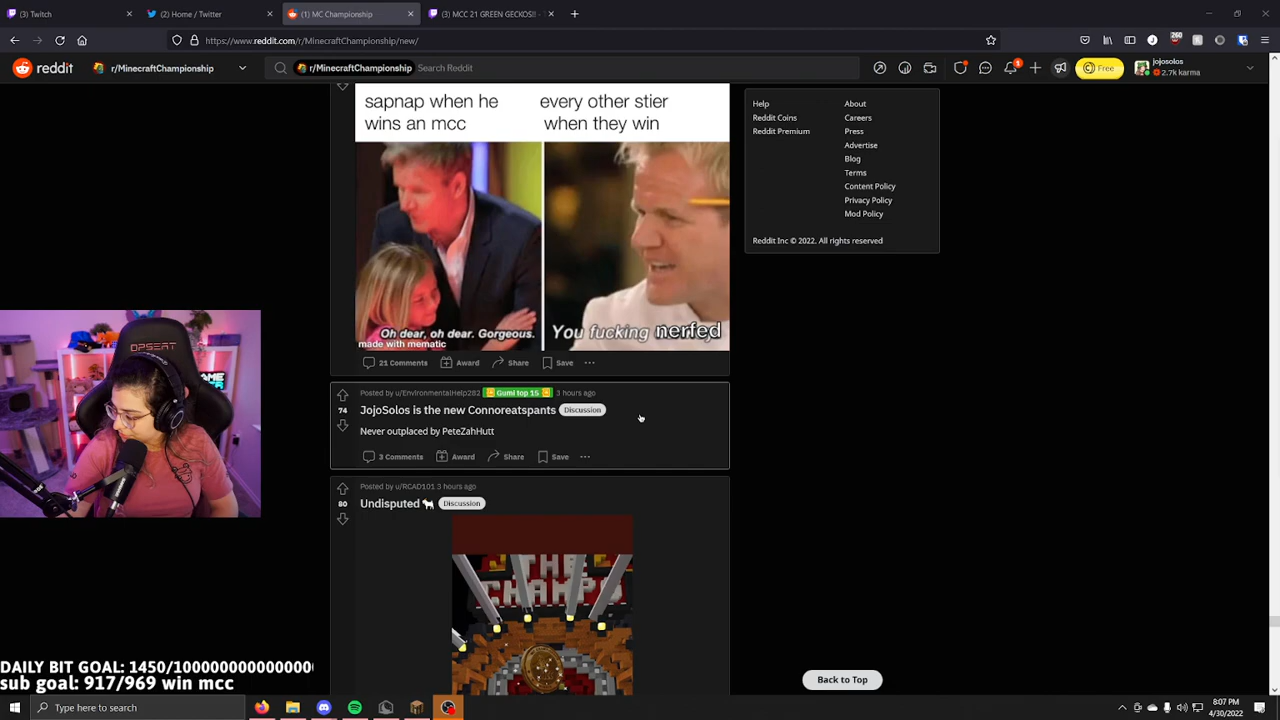 (3) Twitch
(2) Home / Twitter
(1) MC Championship
(3) MCC 21 GREEN GECKOS!! - T
https://www.reddit.com/r/MinecraftChampionship/new/
260
reddit
r/MinecraftChampionship
r/MinecraftChampionship
Search Reddit
1
Free
jojosolos
2.7k karma
sapnap when he
wins an mcc
every other stier
when they win
Oh dear, oh dear. Gorgeous.
made with mematic
You fucking nerfed
21 Comments
Award
Share
Save
Posted by u/EnvironmentalHelp282
Gumi top 15
3 hours ago
74
JojoSolos is the new Connoreatspants
Discussion
Never outplaced by PeteZahHutt
3 Comments
Award
Share
Save
Posted by u/RCAD101 3 hours ago
80
Undisputed 🐐
Discussion
THE
CHAMPS
Help
Reddit Coins
Reddit Premium
About
Careers
Press
Advertise
Blog
Terms
Content Policy
Privacy Policy
Mod Policy
Reddit Inc © 2022. All rights reserved
Back to Top
OPSEAT
GAME
DAILY BIT GOAL: 1450/1000000000000000
sub goal: 917/969 win mcc
Type here to search
8:07 PM
4/30/2022